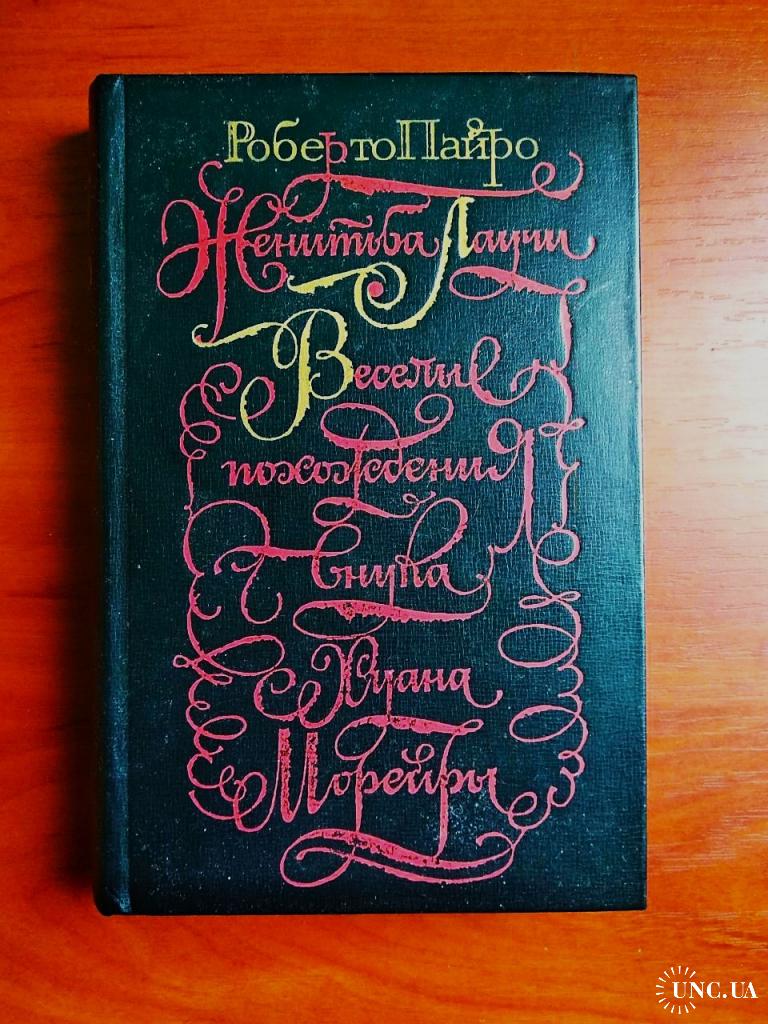 Роберто Пайро
Женитьба Лаучи
Веселые
похождения
внука
Хуана
Морейры
UNC.UA